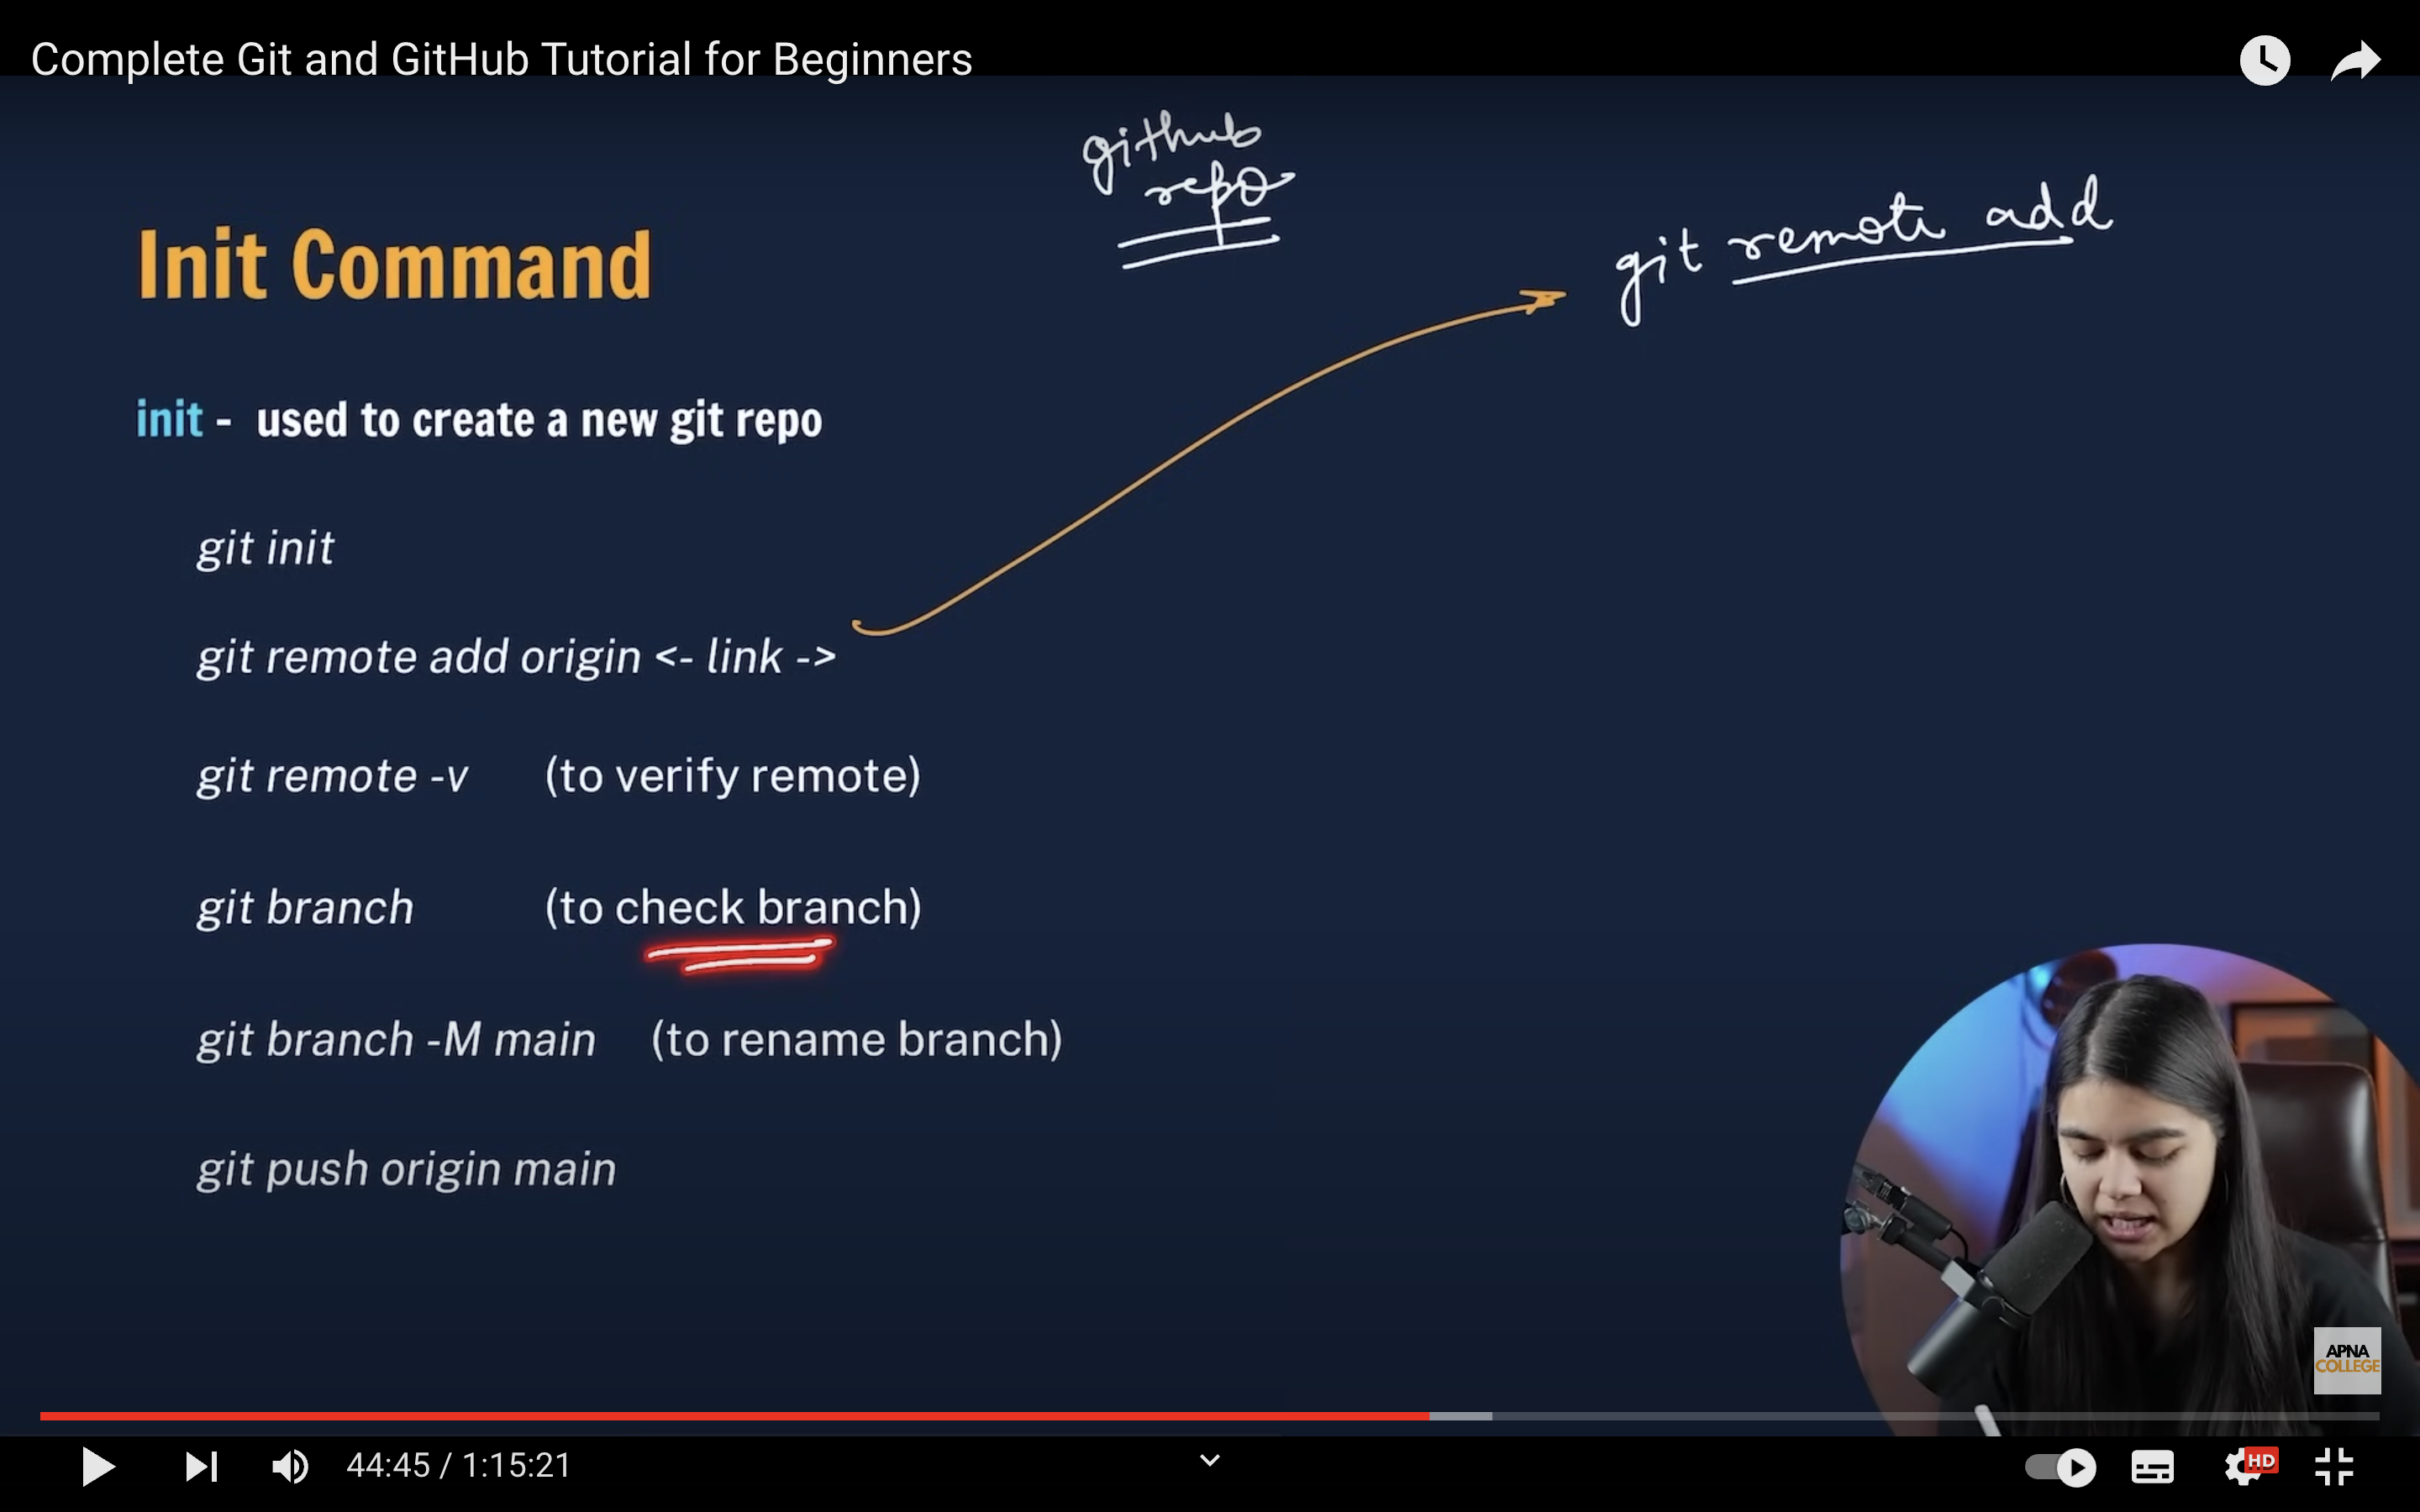 Complete Git and GitHub Tutorial for Beginners
github
repo
git remote add
Init Command
init - used to create a new git repo
git init
git remote add origin <- link ->
git remote -v (to verify remote)
git branch (to check branch)
git branch -M main (to rename branch)
git push origin main
APNA
COLLEGE
44:45 / 1:15:21
HD